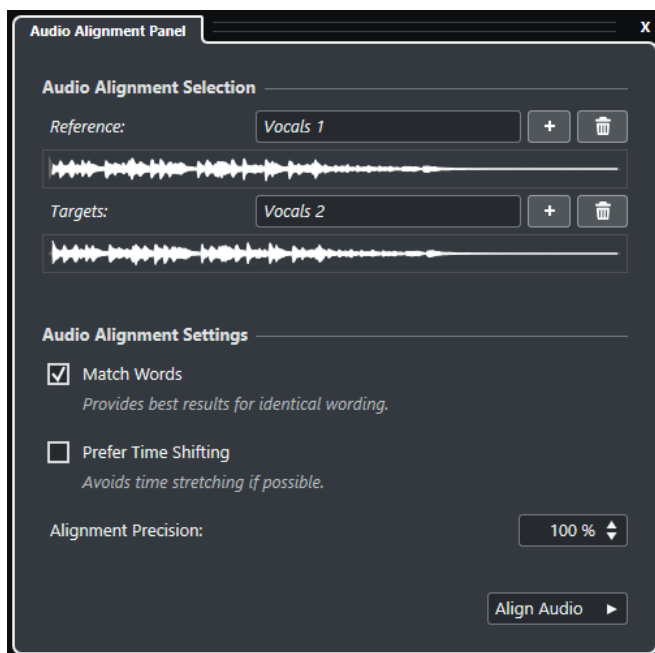 Audio Alignment Panel
X
Audio Alignment Selection
Reference: Vocals 1 +
Targets: Vocals 2 +
Audio Alignment Settings
Match Words
Provides best results for identical wording.
Prefer Time Shifting
Avoids time stretching if possible.
Alignment Precision: 100 %
Align Audio